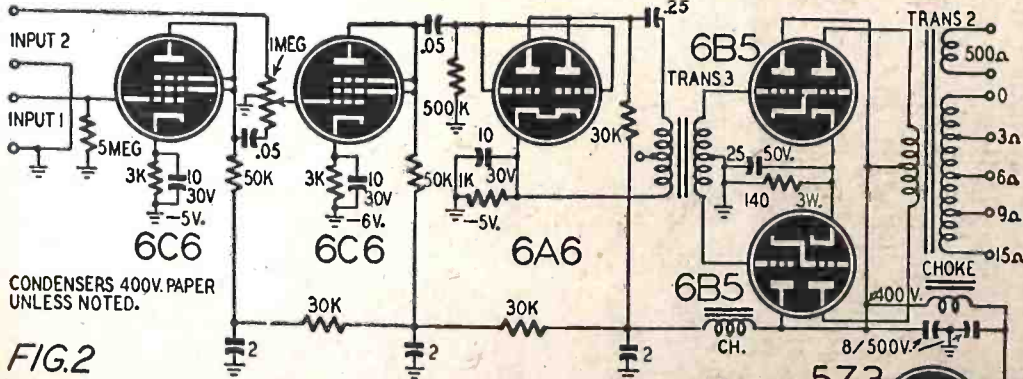 INPUT 2
INPUT 1
5MEG
3K
10
30V
-5V.
6C6
.05
50K
1MEG
3K
10
30V
-6V.
6C6
.05
50K
500K
1K
10
30V
-5V.
6A6
30K
.25
TRANS 3
6B5
25
50V.
140
3W.
6B5
TRANS 2
500Ω
0
3Ω
6Ω
9Ω
15Ω
CHOKE
400V.
8/500V.
CH.
5Z3
CONDENSERS 400V. PAPER
UNLESS NOTED.
30K
30K
2
2
2
FIG.2